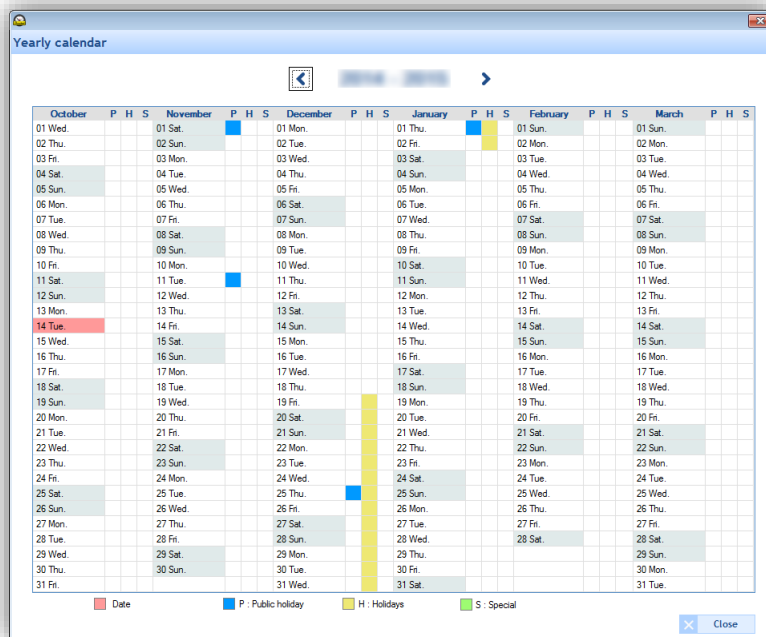 Yearly calendar
October P H S November P H S December P H S January P H S February P H S March P H S
01 Wed. 01 Sat. 01 Mon. 01 Thu. 01 Sun. 01 Sun.
02 Thu. 02 Sun. 02 Tue. 02 Fri. 02 Mon. 02 Mon.
03 Fri. 03 Mon. 03 Wed. 03 Sat. 03 Tue. 03 Tue.
04 Sat. 04 Tue. 04 Thu. 04 Sun. 04 Wed. 04 Wed.
05 Sun. 05 Wed. 05 Fri. 05 Mon. 05 Thu. 05 Thu.
06 Mon. 06 Thu. 06 Sat. 06 Tue. 06 Fri. 06 Fri.
07 Tue. 07 Fri. 07 Sun. 07 Wed. 07 Sat. 07 Sat.
08 Wed. 08 Sat. 08 Mon. 08 Thu. 08 Sun. 08 Sun.
09 Thu. 09 Sun. 09 Tue. 09 Fri. 09 Mon. 09 Mon.
10 Fri. 10 Mon. 10 Wed. 10 Sat. 10 Tue. 10 Tue.
11 Sat. 11 Tue. 11 Thu. 11 Sun. 11 Wed. 11 Wed.
12 Sun. 12 Wed. 12 Fri. 12 Mon. 12 Thu. 12 Thu.
13 Mon. 13 Thu. 13 Sat. 13 Tue. 13 Fri. 13 Fri.
14 Tue. 14 Fri. 14 Sun. 14 Wed. 14 Sat. 14 Sat.
15 Wed. 15 Sat. 15 Mon. 15 Thu. 15 Sun. 15 Sun.
16 Thu. 16 Sun. 16 Tue. 16 Fri. 16 Mon. 16 Mon.
17 Fri. 17 Mon. 17 Wed. 17 Sat. 17 Tue. 17 Tue.
18 Sat. 18 Tue. 18 Thu. 18 Sun. 18 Wed. 18 Wed.
19 Sun. 19 Wed. 19 Fri. 19 Mon. 19 Thu. 19 Thu.
20 Mon. 20 Thu. 20 Sat. 20 Tue. 20 Fri. 20 Fri.
21 Tue. 21 Fri. 21 Sun. 21 Wed. 21 Sat. 21 Sat.
22 Wed. 22 Sat. 22 Mon. 22 Thu. 22 Sun. 22 Sun.
23 Thu. 23 Sun. 23 Tue. 23 Fri. 23 Mon. 23 Mon.
24 Fri. 24 Mon. 24 Wed. 24 Sat. 24 Tue. 24 Tue.
25 Sat. 25 Tue. 25 Thu. 25 Sun. 25 Wed. 25 Wed.
26 Sun. 26 Wed. 26 Fri. 26 Mon. 26 Thu. 26 Thu.
27 Mon. 27 Thu. 27 Sat. 27 Tue. 27 Fri. 27 Fri.
28 Tue. 28 Fri. 28 Sun. 28 Wed. 28 Sat. 28 Sat.
29 Wed. 29 Sat. 29 Mon. 29 Thu. 29 Sun.
30 Thu. 30 Sun. 30 Tue. 30 Fri. 30 Mon.
31 Fri. 31 Wed. 31 Sat. 31 Tue.
Date P : Public holiday H : Holidays S : Special
Close